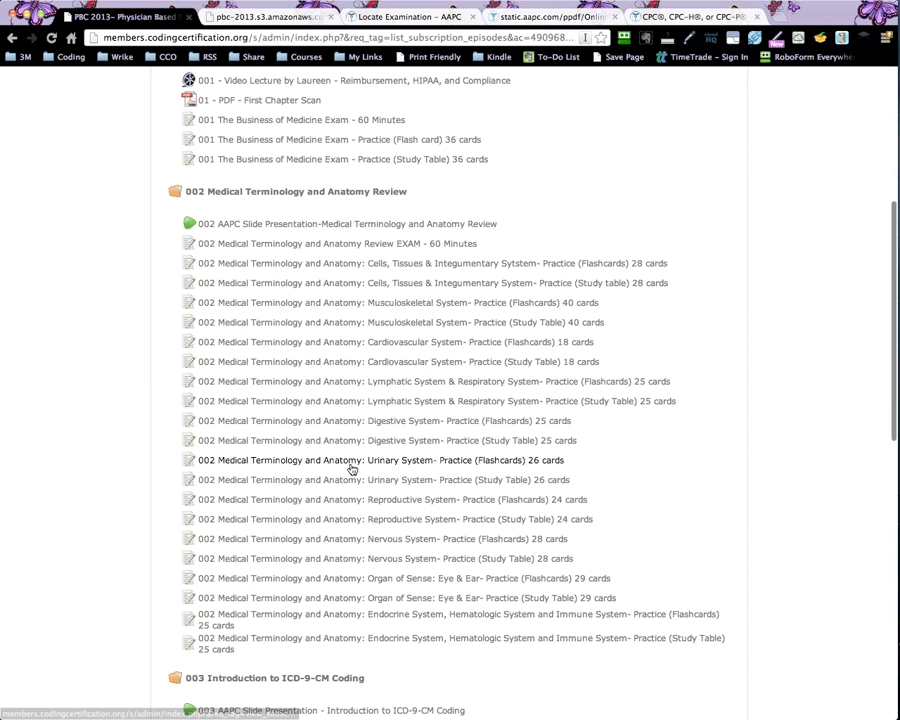 PBC 2013- Physician Based
pbc-2013.s3.amazonaws.co
Locate Examination - AAPC
static.aapc.com/ppdf/Onlin
CPC®, CPC-H®, or CPC-P®
members.codingcertification.org/s/admin/index.php?req_tag=list_subscription_episodes&ac=490968...
3M
Coding
Write
CCO
RSS
Share
Courses
My Links
Print Friendly
Kindle
To-Do List
Save Page
TimeTrade - Sign In
RoboForm Everywhe
001 - Video Lecture by Laureen - Reimbursement, HIPAA, and Compliance
01 - PDF - First Chapter Scan
001 The Business of Medicine Exam - 60 Minutes
001 The Business of Medicine Exam - Practice (Flash card) 36 cards
001 The Business of Medicine Exam - Practice (Study Table) 36 cards
002 Medical Terminology and Anatomy Review
002 AAPC Slide Presentation-Medical Terminology and Anatomy Review
002 Medical Terminology and Anatomy Review EXAM - 60 Minutes
002 Medical Terminology and Anatomy: Cells, Tissues & Integumentary Sytstem- Practice (Flashcards) 28 cards
002 Medical Terminology and Anatomy: Cells, Tissues & Integumentary System- Practice (Study table) 28 cards
002 Medical Terminology and Anatomy: Musculoskeletal System- Practice (Flashcards) 40 cards
002 Medical Terminology and Anatomy: Musculoskeletal System- Practice (Study Table) 40 cards
002 Medical Terminology and Anatomy: Cardiovascular System- Practice (Flashcards) 18 cards
002 Medical Terminology and Anatomy: Cardiovascular System- Practice (Study Table) 18 cards
002 Medical Terminology and Anatomy: Lymphatic System & Respiratory System- Practice (Flashcards) 25 cards
002 Medical Terminology and Anatomy: Lymphatic System & Respiratory System- Practice (Study Table) 25 cards
002 Medical Terminology and Anatomy: Digestive System- Practice (Flashcards) 25 cards
002 Medical Terminology and Anatomy: Digestive System- Practice (Study Table) 25 cards
002 Medical Terminology and Anatomy: Urinary System- Practice (Flashcards) 26 cards
002 Medical Terminology and Anatomy: Urinary System- Practice (Study Table) 26 cards
002 Medical Terminology and Anatomy: Reproductive System- Practice (Flashcards) 24 cards
002 Medical Terminology and Anatomy: Reproductive System- Practice (Study Table) 24 cards
002 Medical Terminology and Anatomy: Nervous System- Practice (Flashcards) 28 cards
002 Medical Terminology and Anatomy: Nervous System- Practice (Study Table) 28 cards
002 Medical Terminology and Anatomy: Organ of Sense: Eye & Ear- Practice (Flashcards) 29 cards
002 Medical Terminology and Anatomy: Organ of Sense: Eye & Ear- Practice (Study Table) 29 cards
002 Medical Terminology and Anatomy: Endocrine System, Hematologic System and Immune System- Practice (Flashcards)
25 cards
002 Medical Terminology and Anatomy: Endocrine System, Hematologic System and Immune System- Practice (Study Table)
25 cards
003 Introduction to ICD-9-CM Coding
003 AAPC Slide Presentation - Introduction to ICD-9-CM Coding